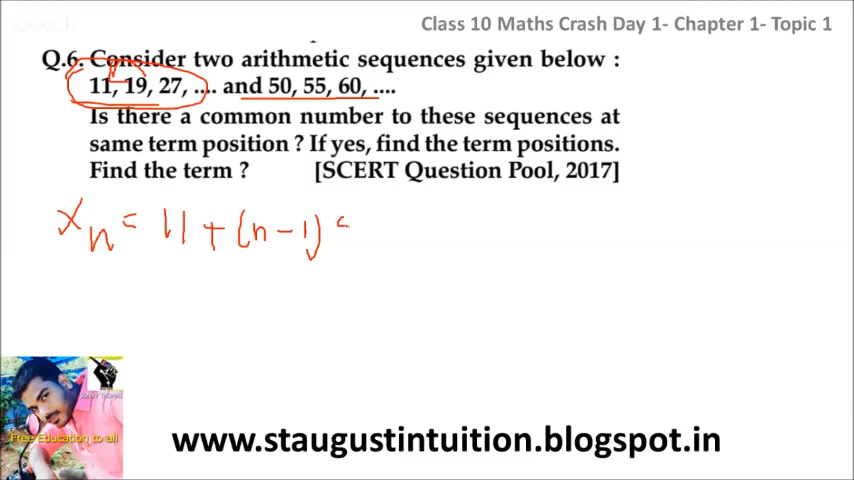 Class 10 Maths Crash Day 1- Chapter 1- Topic 1
Q.6. Consider two arithmetic sequences given below :
11, 19, 27, .... and 50, 55, 60, ....
Is there a common number to these sequences at
same term position ? If yes, find the term positions.
Find the term ? [SCERT Question Pool, 2017]
xn = 11 + (n - 1)
Free Education to all
www.staugustintuition.blogspot.in